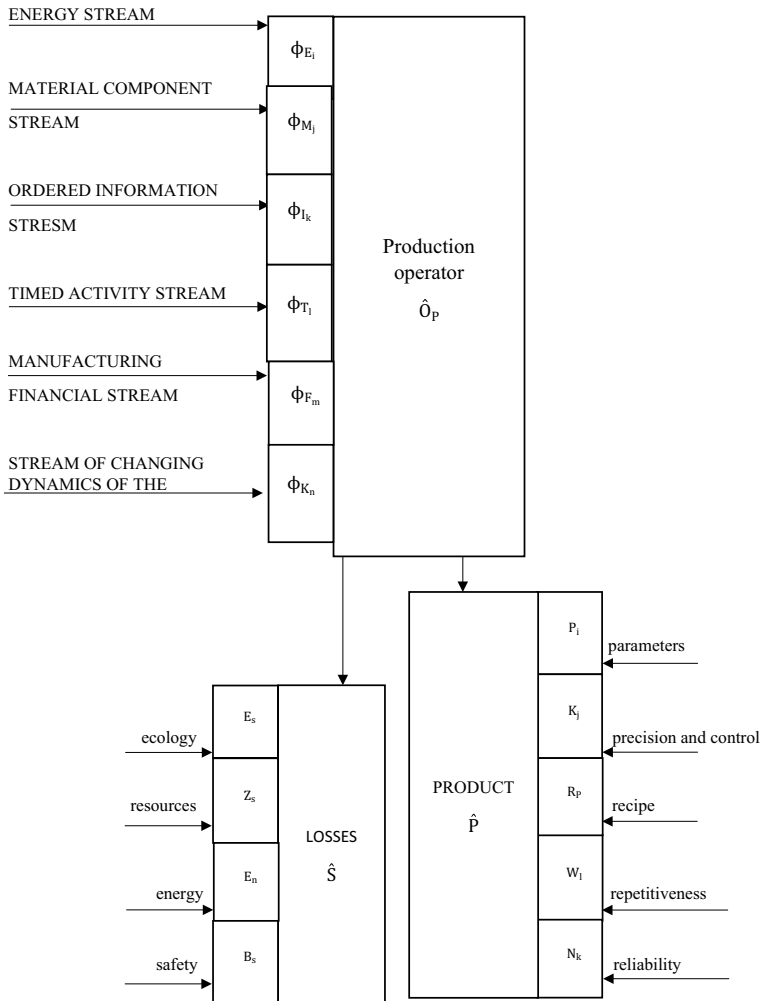 ENERGY STREAM
ϕEi
MATERIAL COMPONENT
STREAM
ϕMj
ORDERED INFORMATION
STRESM
ϕIk
Production
operator
ÔP
TIMED ACTIVITY STREAM
ϕTl
MANUFACTURING
FINANCIAL STREAM
ϕFm
STREAM OF CHANGING
DYNAMICS OF THE
ϕKn
Pi
parameters
Kj
precision and control
PRODUCT
P̂
RP
recipe
Wl
repetitiveness
Nk
reliability
Es
ecology
Zs
resources
LOSSES
Ŝ
En
energy
Bs
safety